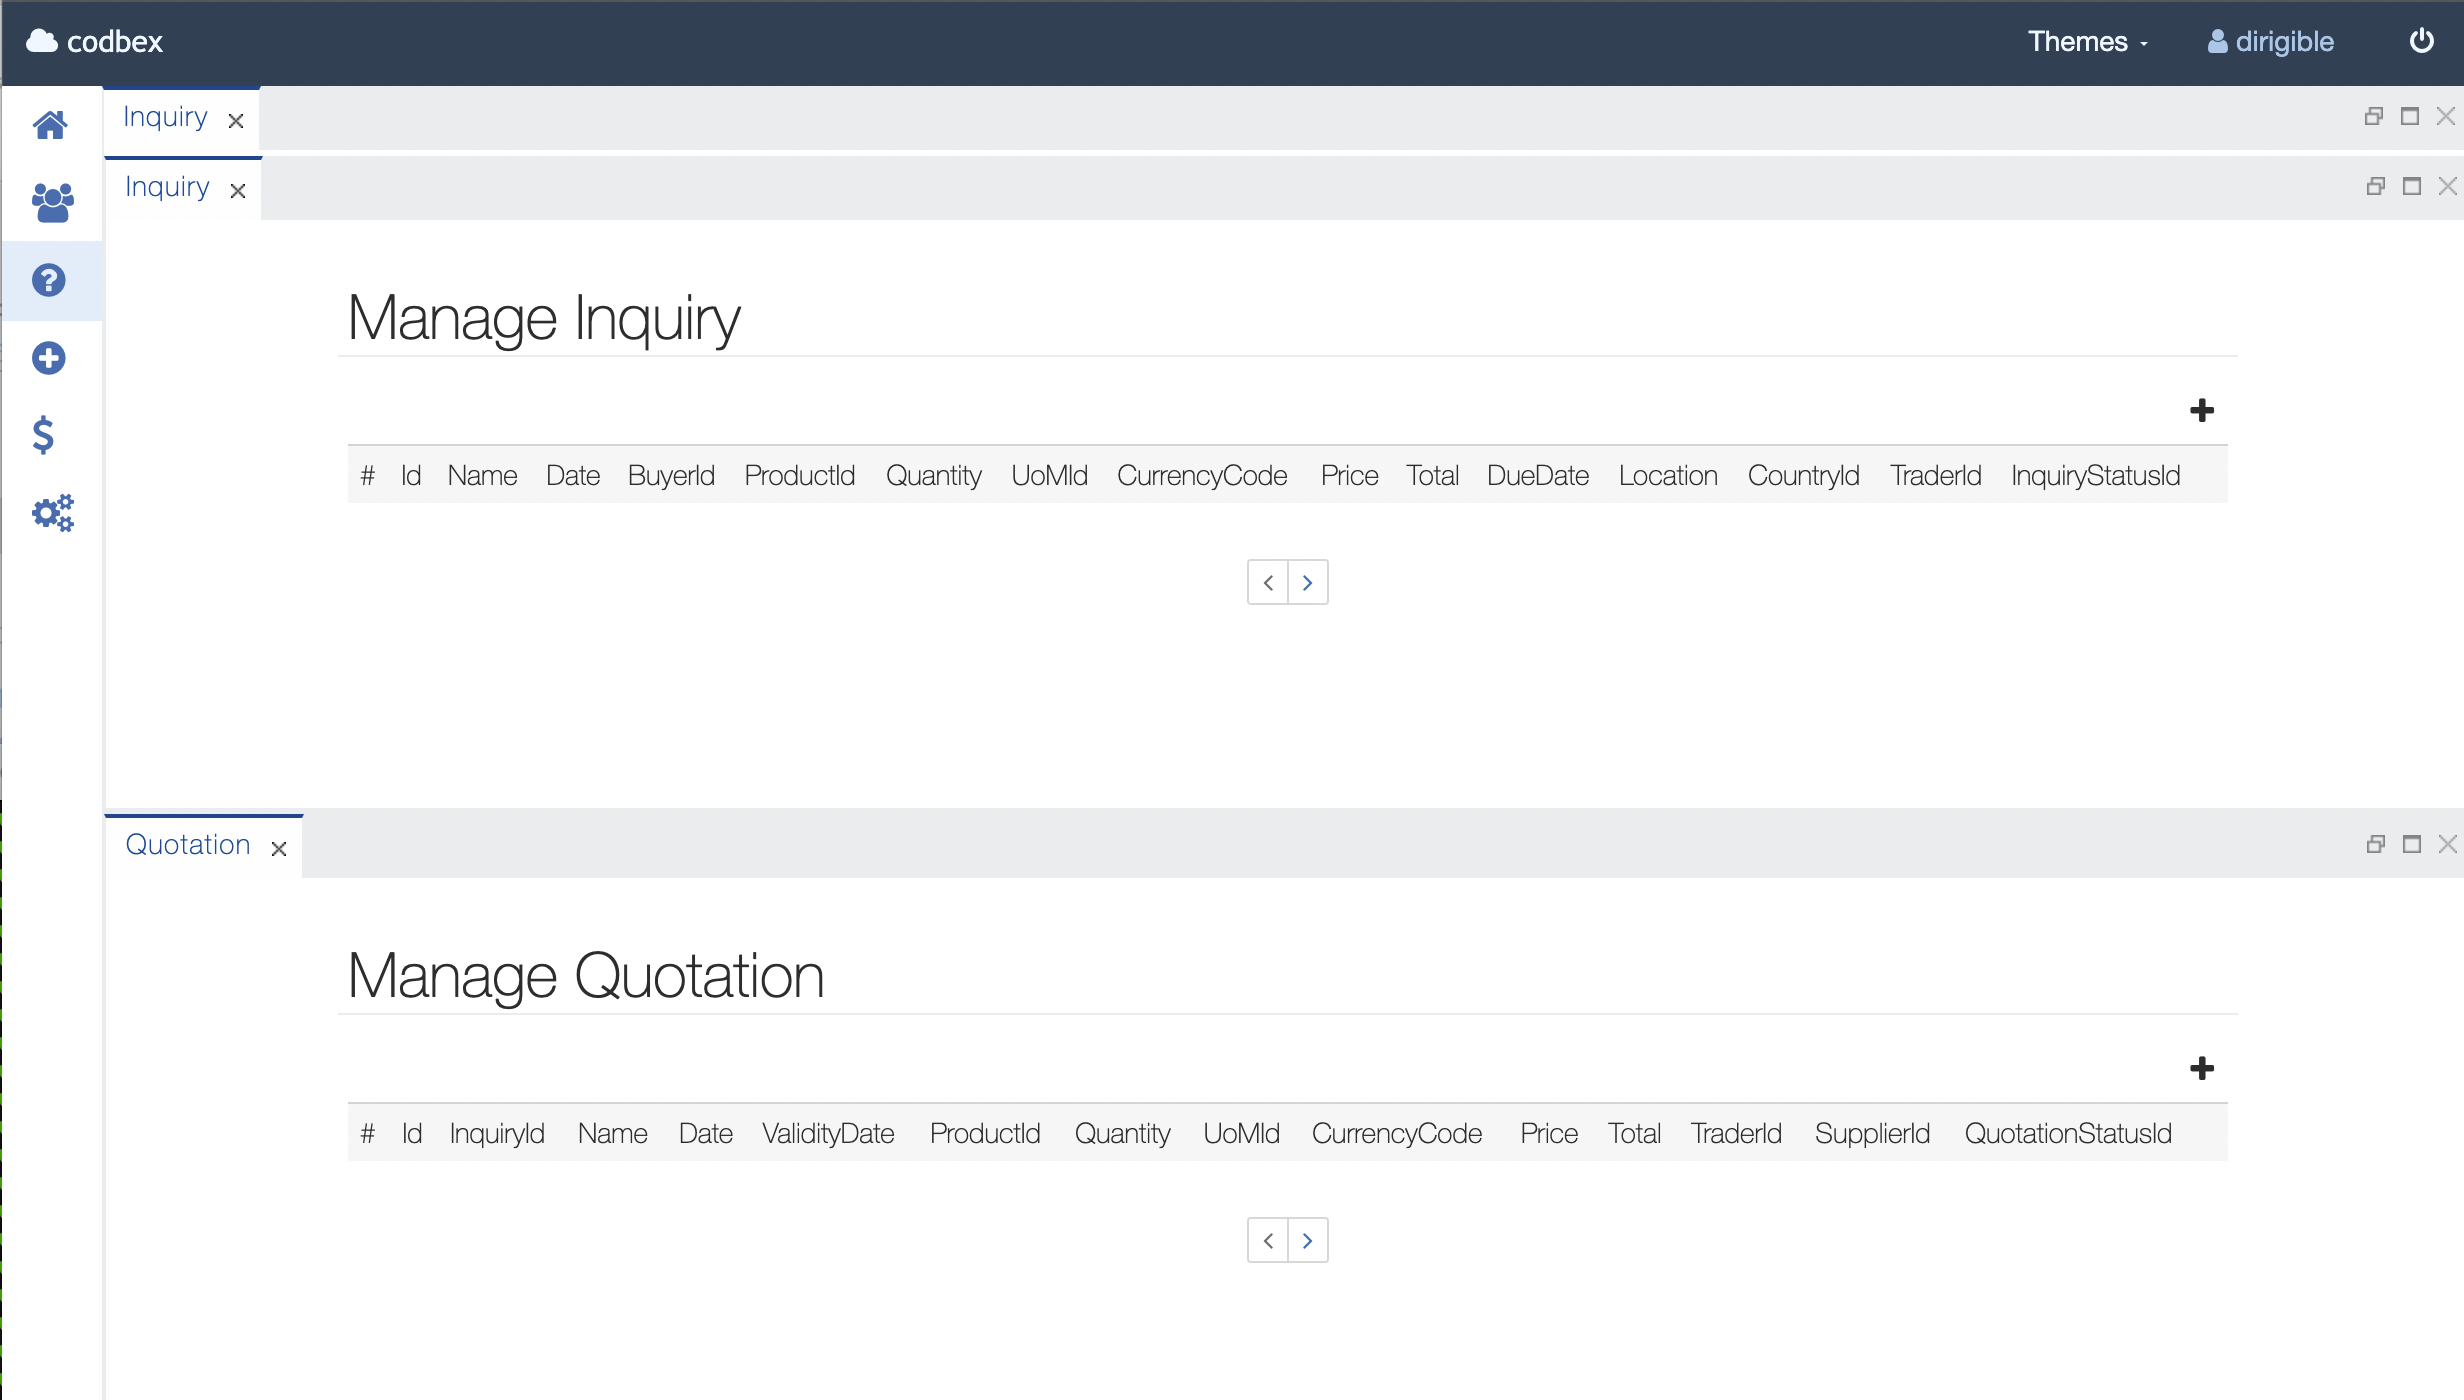 codbex Themes dirigible
Inquiry
Inquiry
Manage Inquiry
# Id Name Date BuyerId ProductId Quantity UoMId CurrencyCode Price Total DueDate Location CountryId TraderId InquiryStatusId
Quotation
Manage Quotation
# Id InquiryId Name Date ValidityDate ProductId Quantity UoMId CurrencyCode Price Total TraderId SupplierId QuotationStatusId